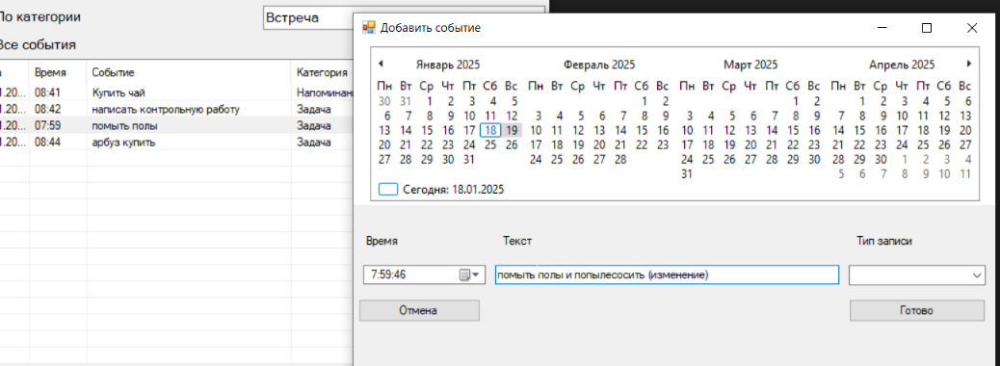 По категории
Встреча
Все события
Время Событие Категория
1.20... 08:41 Купить чай Напоминан
1.20... 08:42 написать контрольную работу Задача
1.20... 07:59 помыть полы Задача
1.20... 08:44 арбуз купить Задача
Добавить событие
Январь 2025 Февраль 2025 Март 2025 Апрель 2025
Пн Вт Ср Чт Пт Сб Вс Пн Вт Ср Чт Пт Сб Вс Пн Вт Ср Чт Пт Сб Вс Пн Вт Ср Чт Пт Сб Вс
30 31 1 2 3 4 5 1 2 1 2 1 2 3 4 5 6
6 7 8 9 10 11 12 3 4 5 6 7 8 9 3 4 5 6 7 8 9 7 8 9 10 11 12 13
13 14 15 16 17 18 19 10 11 12 13 14 15 16 10 11 12 13 14 15 16 14 15 16 17 18 19 20
20 21 22 23 24 25 26 17 18 19 20 21 22 23 17 18 19 20 21 22 23 21 22 23 24 25 26 27
27 28 29 30 31 24 25 26 27 28 24 25 26 27 28 29 30 28 29 30 1 2 3 4
31 5 6 7 8 9 10 11
Сегодня: 18.01.2025
Время Текст Тип записи
7:59:46 помыть полы и попылесосить (изменение)
Отмена Готово